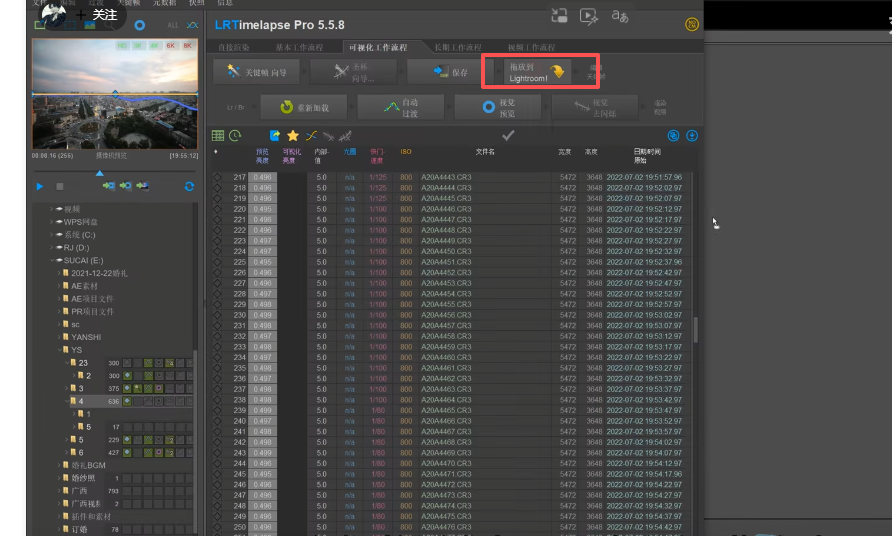 文件 编辑 过滤 关键帧 元数据 快照 信息
关注
LRTimelapse Pro 5.5.8
ALL
直接渲染 基本工作流程 可视化工作流程 长期工作流程 视频工作流程
HD 3C 4K 6K 8K
关键帧 向导
向导...
保存
拖放到
Lightroom!
关键帧
Lr / Br
重新加载
自动
过渡
视觉
预览
视觉
去闪烁
渲染
视频
00:08.16 (256) 摄像机预览 [19:55:12]
预览
亮度
可视化
亮度
内部-
值
光圈
快门-
速度
ISO
文件名
宽度
高度
日期/时间
原始
217 0.496 5.0 n/a 1/125 800 A20A4443.CR3 5472 3648 2022-07-02 19:51:57.96
218 0.496 5.0 n/a 1/125 800 A20A4444.CR3 5472 3648 2022-07-02 19:52:02.97
219 0.496 5.0 n/a 1/125 800 A20A4445.CR3 5472 3648 2022-07-02 19:52:07.97
220 0.495 5.0 n/a 1/100 800 A20A4446.CR3 5472 3648 2022-07-02 19:52:12.97
221 0.496 5.0 n/a 1/100 800 A20A4447.CR3 5472 3648 2022-07-02 19:52:17.97
222 0.496 5.0 n/a 1/100 800 A20A4448.CR3 5472 3648 2022-07-02 19:52:22.97
223 0.497 5.0 n/a 1/100 800 A20A4449.CR3 5472 3648 2022-07-02 19:52:27.97
224 0.497 5.0 n/a 1/100 800 A20A4450.CR3 5472 3648 2022-07-02 19:52:32.97
225 0.495 5.0 n/a 1/100 800 A20A4451.CR3 5472 3648 2022-07-02 19:52:37.96
226 0.496 5.0 n/a 1/100 800 A20A4452.CR3 5472 3648 2022-07-02 19:52:42.97
227 0.496 5.0 n/a 1/100 800 A20A4453.CR3 5472 3648 2022-07-02 19:52:47.97
228 0.497 5.0 n/a 1/100 800 A20A4454.CR3 5472 3648 2022-07-02 19:52:52.97
229 0.498 5.0 n/a 1/100 800 A20A4455.CR3 5472 3648 2022-07-02 19:52:57.97
230 0.496 5.0 n/a 1/100 800 A20A4456.CR3 5472 3648 2022-07-02 19:53:02.97
231 0.498 5.0 n/a 1/100 800 A20A4457.CR3 5472 3648 2022-07-02 19:53:07.97
232 0.497 5.0 n/a 1/100 800 A20A4458.CR3 5472 3648 2022-07-02 19:53:12.97
233 0.498 5.0 n/a 1/100 800 A20A4459.CR3 5472 3648 2022-07-02 19:53:17.96
234 0.497 5.0 n/a 1/100 800 A20A4460.CR3 5472 3648 2022-07-02 19:53:22.97
235 0.498 5.0 n/a 1/100 800 A20A4461.CR3 5472 3648 2022-07-02 19:53:27.97
236 0.497 5.0 n/a 1/100 800 A20A4462.CR3 5472 3648 2022-07-02 19:53:32.97
237 0.498 5.0 n/a 1/100 800 A20A4463.CR3 5472 3648 2022-07-02 19:53:37.97
238 0.499 5.0 n/a 1/100 800 A20A4464.CR3 5472 3648 2022-07-02 19:53:42.97
239 0.499 5.0 n/a 1/80 800 A20A4465.CR3 5472 3648 2022-07-02 19:53:47.97
240 0.497 5.0 n/a 1/80 800 A20A4466.CR3 5472 3648 2022-07-02 19:53:52.97
241 0.498 5.0 n/a 1/80 800 A20A4467.CR3 5472 3648 2022-07-02 19:53:57.97
242 0.498 5.0 n/a 1/80 800 A20A4468.CR3 5472 3648 2022-07-02 19:54:02.97
243 0.496 5.0 n/a 1/80 800 A20A4469.CR3 5472 3648 2022-07-02 19:54:07.97
244 0.496 5.0 n/a 1/80 800 A20A4470.CR3 5472 3648 2022-07-02 19:54:12.97
245 0.495 5.0 n/a 1/80 800 A20A4471.CR3 5472 3648 2022-07-02 19:54:17.96
246 0.495 5.0 n/a 1/80 800 A20A4472.CR3 5472 3648 2022-07-02 19:54:22.97
247 0.496 5.0 n/a 1/80 800 A20A4473.CR3 5472 3648 2022-07-02 19:54:27.97
248 0.496 5.0 n/a 1/80 800 A20A4474.CR3 5472 3648 2022-07-02 19:54:32.97
249 0.496 5.0 n/a 1/80 800 A20A4475.CR3 5472 3648 2022-07-02 19:54:37.97
250 0.496 5.0 n/a 1/80 800 A20A4476.CR3 5472 3648 2022-07-02 19:54:42.97
视频
WPS网盘
系统 (C:)
RJ (D:)
SUCAI (E:)
2021-12-22婚礼
AE素材
AE项目文件
PR项目文件
sc
YANSHI
YS
23 300
2 300
3 375
4 636
1
5 17
5 229
6 427
婚礼BGM
婚纱照 1
广西 793
广西视频 2
插件和素材
订婚 78